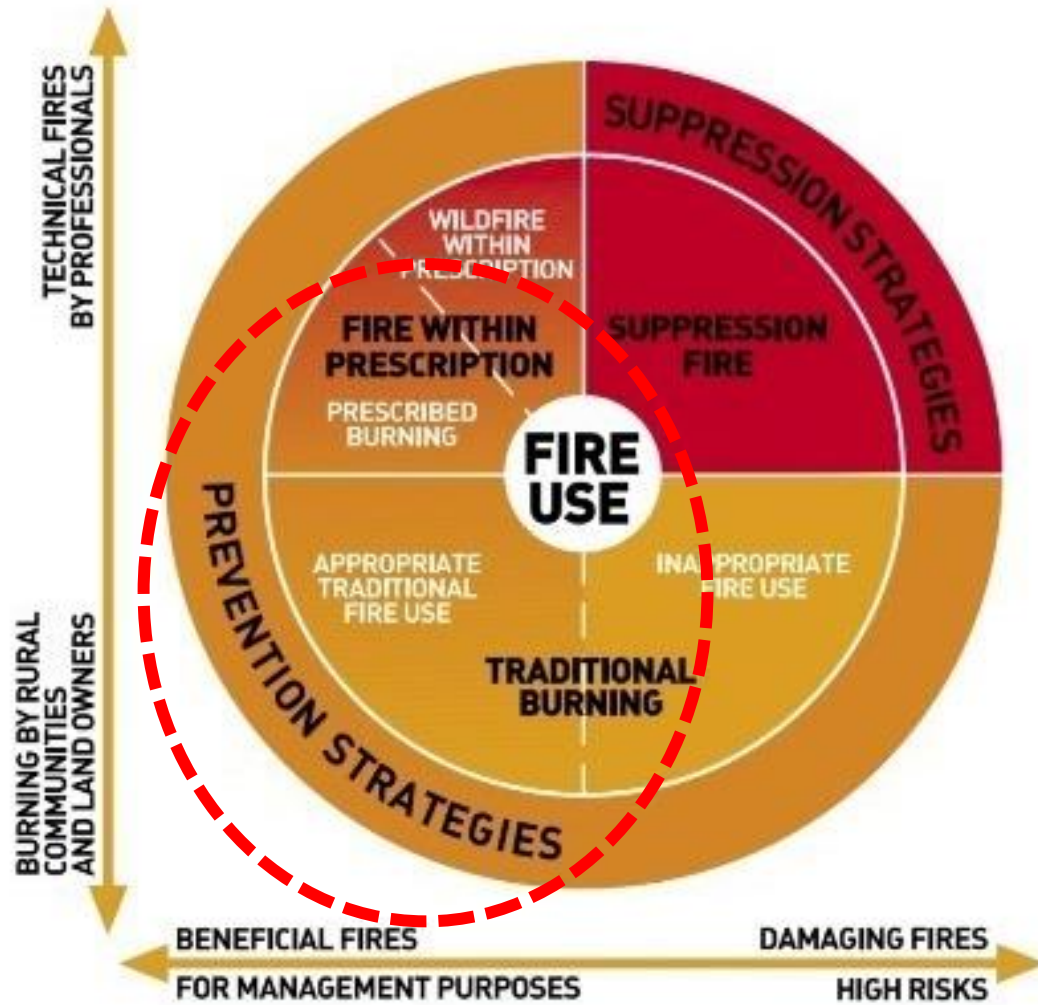 TECHNICAL FIRES
BY PROFESSIONALS
BURNING BY RURAL
COMMUNITIES
AND LAND OWNERS
SUPPRESSION STRATEGIES
WILDFIRE
WITHIN
PRESCRIPTION
FIRE WITHIN
PRESCRIPTION
PRESCRIBED
BURNING
SUPPRESSION
FIRE
FIRE
USE
PREVENTION STRATEGIES
APPROPRIATE
TRADITIONAL
FIRE USE
INAPPROPRIATE
FIRE USE
TRADITIONAL
BURNING
BENEFICIAL FIRES
FOR MANAGEMENT PURPOSES
DAMAGING FIRES
HIGH RISKS